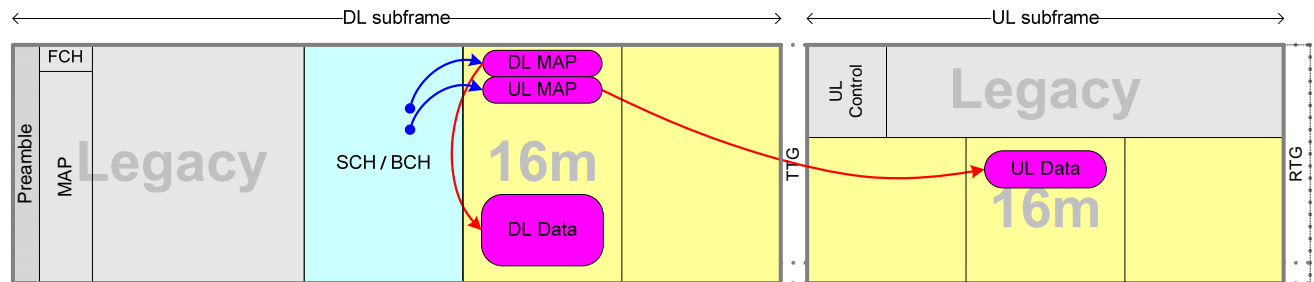 DL subframe
UL subframe
FCH
Preamble
MAP
Legacy
SCH / BCH
DL MAP
UL MAP
16m
DL Data
TTG
UL
Control
Legacy
UL Data
16m
RTG